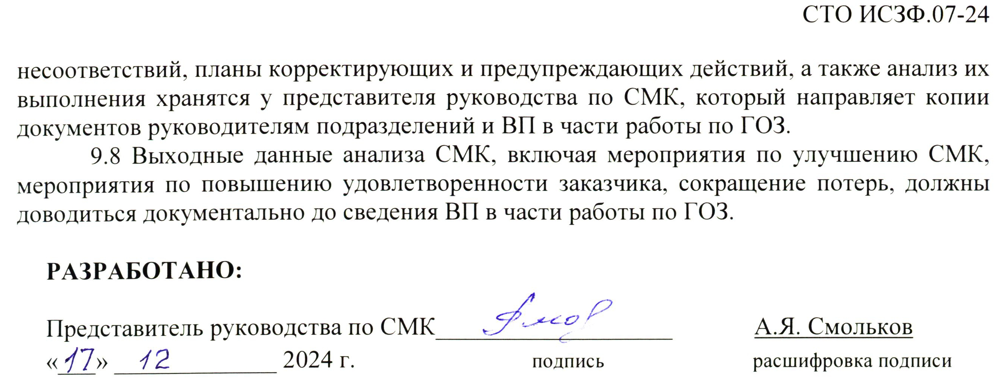 СТО ИСЗФ.07-24
несоответствий, планы корректирующих и предупреждающих действий, а также анализ их
выполнения хранятся у представителя руководства по СМК, который направляет копии
документов руководителям подразделений и ВП в части работы по ГОЗ.
9.8 Выходные данные анализа СМК, включая мероприятия по улучшению СМК,
мероприятия по повышению удовлетворенности заказчика, сокращение потерь, должны
доводиться документально до сведения ВП в части работы по ГОЗ.
РАЗРАБОТАНО:
Представитель руководства по СМК А.Я. Смольков
«17» 12 2024 г. подпись расшифровка подписи